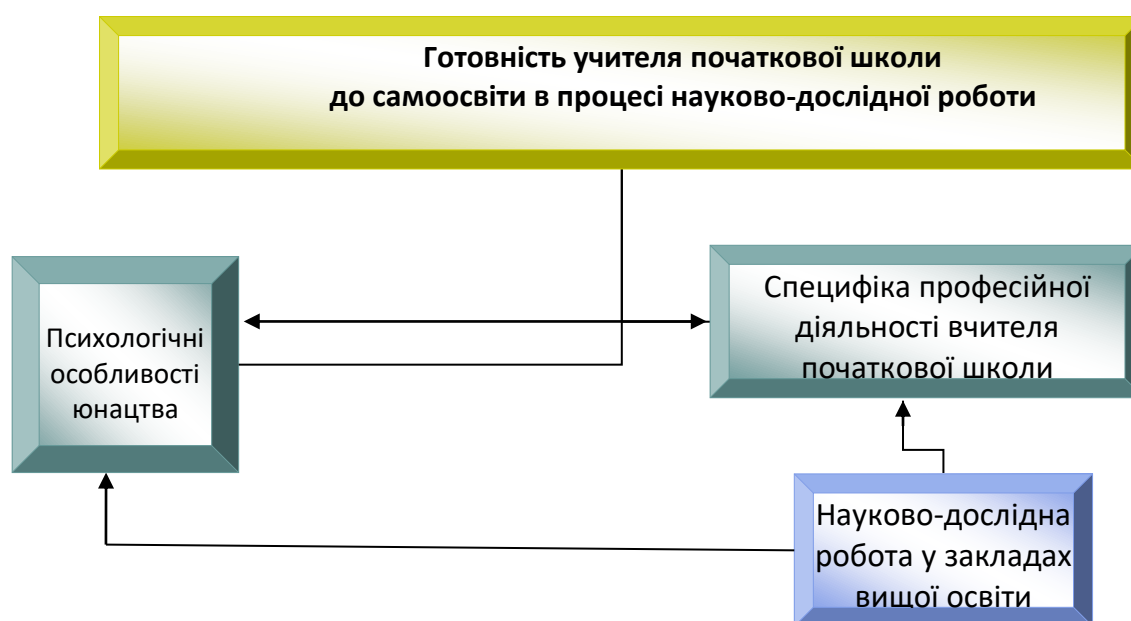 Готовність учителя початкової школи
до самоосвіти в процесі науково-дослідної роботи
Психологічні
особливості
юнацтва
Специфіка професійної
діяльності вчителя
початкової школи
Науково-дослідна
робота у закладах
вищої освіти